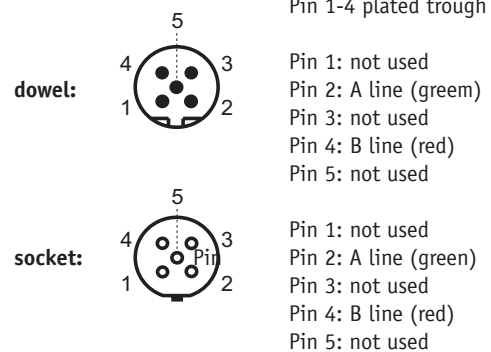 Pin 1-4 plated trough
5
4 3
1 2
dowel:
Pin 1: not used
Pin 2: A line (greem)
Pin 3: not used
Pin 4: B line (red)
Pin 5: not used
5
4 3
Pin
1 2
socket:
Pin 1: not used
Pin 2: A line (green)
Pin 3: not used
Pin 4: B line (red)
Pin 5: not used